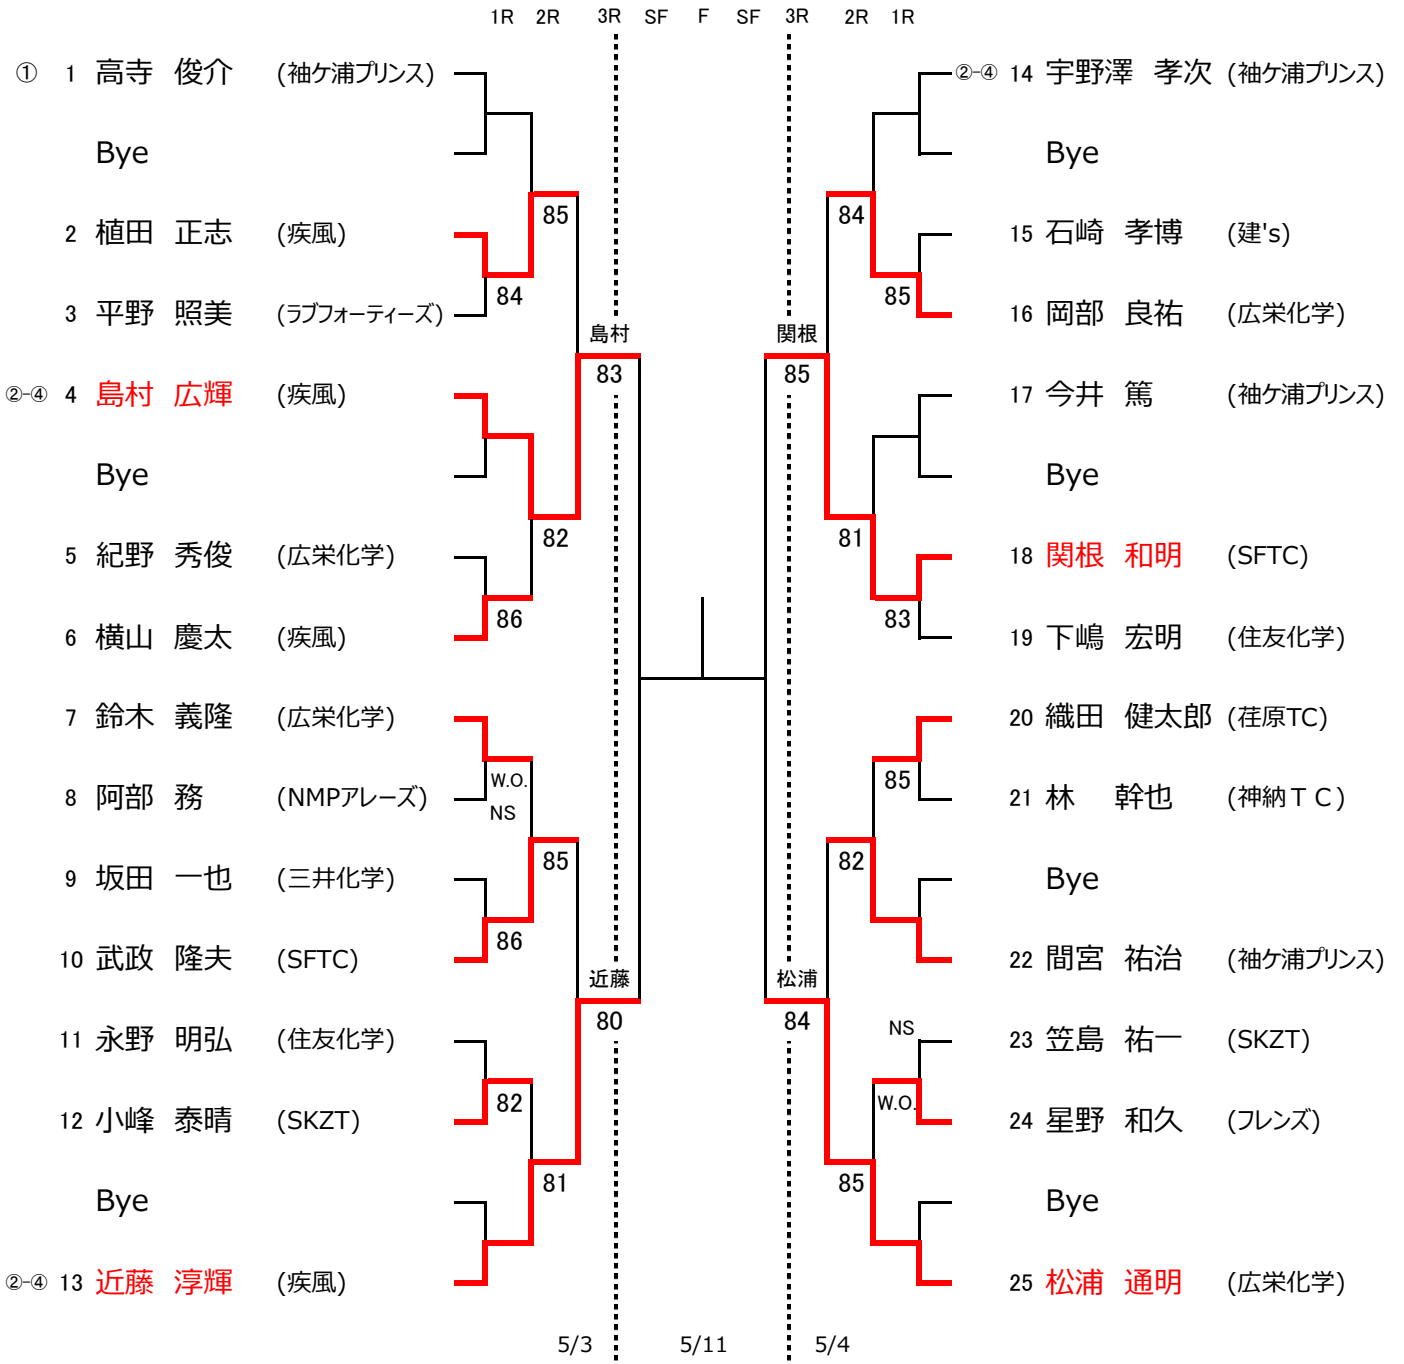 1R 2R 3R SF F SF 3R 2R 1R
① 1 高寺 俊介 (袖ケ浦プリンス) ②-④ 14 宇野澤 孝次 (袖ケ浦プリンス)
Bye Bye
85 84
2 植田 正志 (疾風) 15 石崎 孝博 (建's)
84 85
3 平野 照美 (ラブフォーティーズ) 16 岡部 良祐 (広栄化学)
島村 関根
83 85
②-④ 4 島村 広輝 (疾風) 17 今井 篤 (袖ケ浦プリンス)
Bye Bye
82 81
5 紀野 秀俊 (広栄化学) 18 関根 和明 (SFTC)
86 83
6 横山 慶太 (疾風) 19 下嶋 宏明 (住友化学)
7 鈴木 義隆 (広栄化学) 20 織田 健太郎 (荏原TC)
W.O. 85
8 阿部 務 (NMPアレーズ) 21 林 幹也 (神納ＴＣ)
NS
85 82
9 坂田 一也 (三井化学) Bye
86
10 武政 隆夫 (SFTC) 22 間宮 祐治 (袖ケ浦プリンス)
近藤 松浦
80 84 NS
11 永野 明弘 (住友化学) 23 笠島 祐一 (SKZT)
82 W.O.
12 小峰 泰晴 (SKZT) 24 星野 和久 (フレンズ)
81 85
Bye Bye
②-④ 13 近藤 淳輝 (疾風) 25 松浦 通明 (広栄化学)
5/3 5/11 5/4